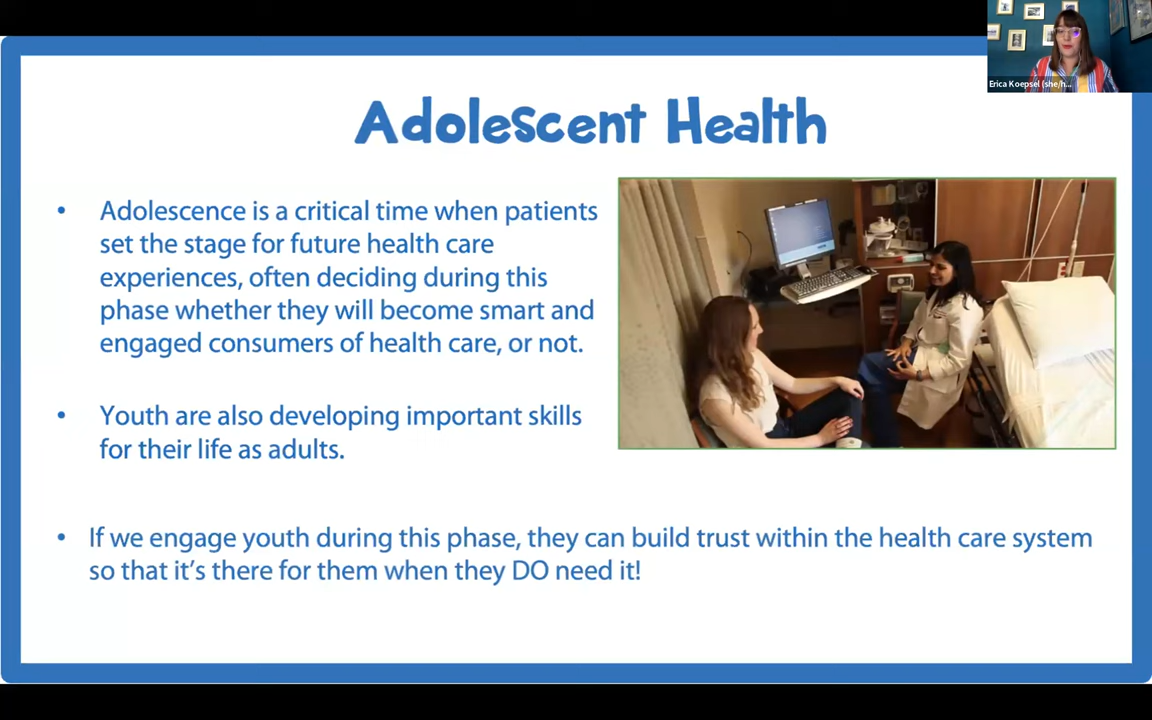 Erica Koepsel (she/h...
Adolescent Health
• Adolescence is a critical time when patients
set the stage for future health care
experiences, often deciding during this
phase whether they will become smart and
engaged consumers of health care, or not.
• Youth are also developing important skills
for their life as adults.
• If we engage youth during this phase, they can build trust within the health care system
so that it's there for them when they DO need it!